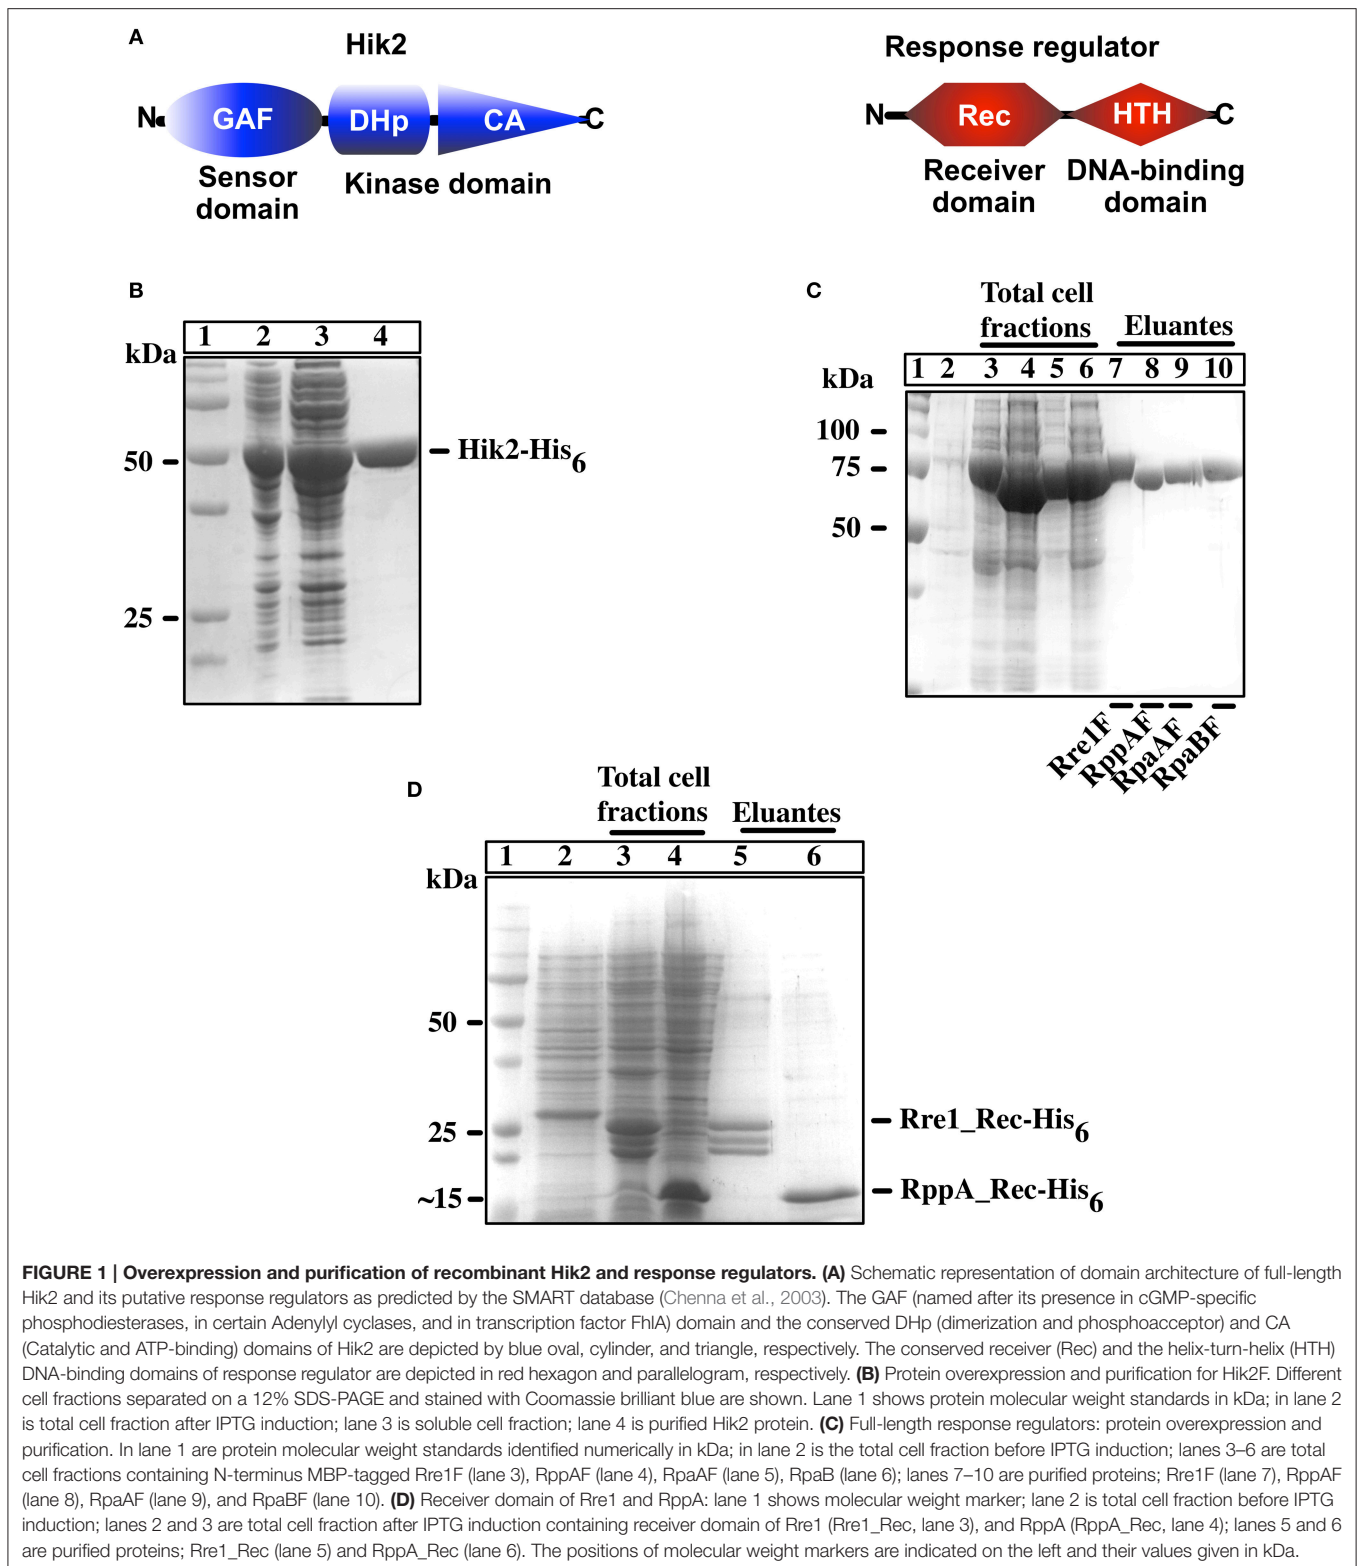 A
Hik2
Response regulator
N GAF DHp CA C
N Rec HTH C
Sensor
domain
Kinase domain
Receiver
domain
DNA-binding
domain
B
1 2 3 4
kDa
50
25
Hik2-His6
C
Total cell
fractions
Eluantes
1 2 3 4 5 6 7 8 9 10
kDa
100
75
50
Rre1F
RppAF
RpaAF
RpaBF
D
Total cell
fractions
Eluantes
1 2 3 4 5 6
kDa
50
25
~15
Rre1_Rec-His6
RppA_Rec-His6
FIGURE 1 | Overexpression and purification of recombinant Hik2 and response regulators. (A) Schematic representation of domain architecture of full-length
Hik2 and its putative response regulators as predicted by the SMART database (Chenna et al., 2003). The GAF (named after its presence in cGMP-specific
phosphodiesterases, in certain Adenylyl cyclases, and in transcription factor FhlA) domain and the conserved DHp (dimerization and phosphoacceptor) and CA
(Catalytic and ATP-binding) domains of Hik2 are depicted by blue oval, cylinder, and triangle, respectively. The conserved receiver (Rec) and the helix-turn-helix (HTH)
DNA-binding domains of response regulator are depicted in red hexagon and parallelogram, respectively. (B) Protein overexpression and purification for Hik2F. Different
cell fractions separated on a 12% SDS-PAGE and stained with Coomassie brilliant blue are shown. Lane 1 shows protein molecular weight standards in kDa; in lane 2
is total cell fraction after IPTG induction; lane 3 is soluble cell fraction; lane 4 is purified Hik2 protein. (C) Full-length response regulators: protein overexpression and
purification. In lane 1 are protein molecular weight standards identified numerically in kDa; in lane 2 is the total cell fraction before IPTG induction; lanes 3–6 are total
cell fractions containing N-terminus MBP-tagged Rre1F (lane 3), RppAF (lane 4), RpaAF (lane 5), RpaB (lane 6); lanes 7–10 are purified proteins; Rre1F (lane 7), RppAF
(lane 8), RpaAF (lane 9), and RpaBF (lane 10). (D) Receiver domain of Rre1 and RppA: lane 1 shows molecular weight marker; lane 2 is total cell fraction before IPTG
induction; lanes 2 and 3 are total cell fraction after IPTG induction containing receiver domain of Rre1 (Rre1_Rec, lane 3), and RppA (RppA_Rec, lane 4); lanes 5 and 6
are purified proteins; Rre1_Rec (lane 5) and RppA_Rec (lane 6). The positions of molecular weight markers are indicated on the left and their values given in kDa.